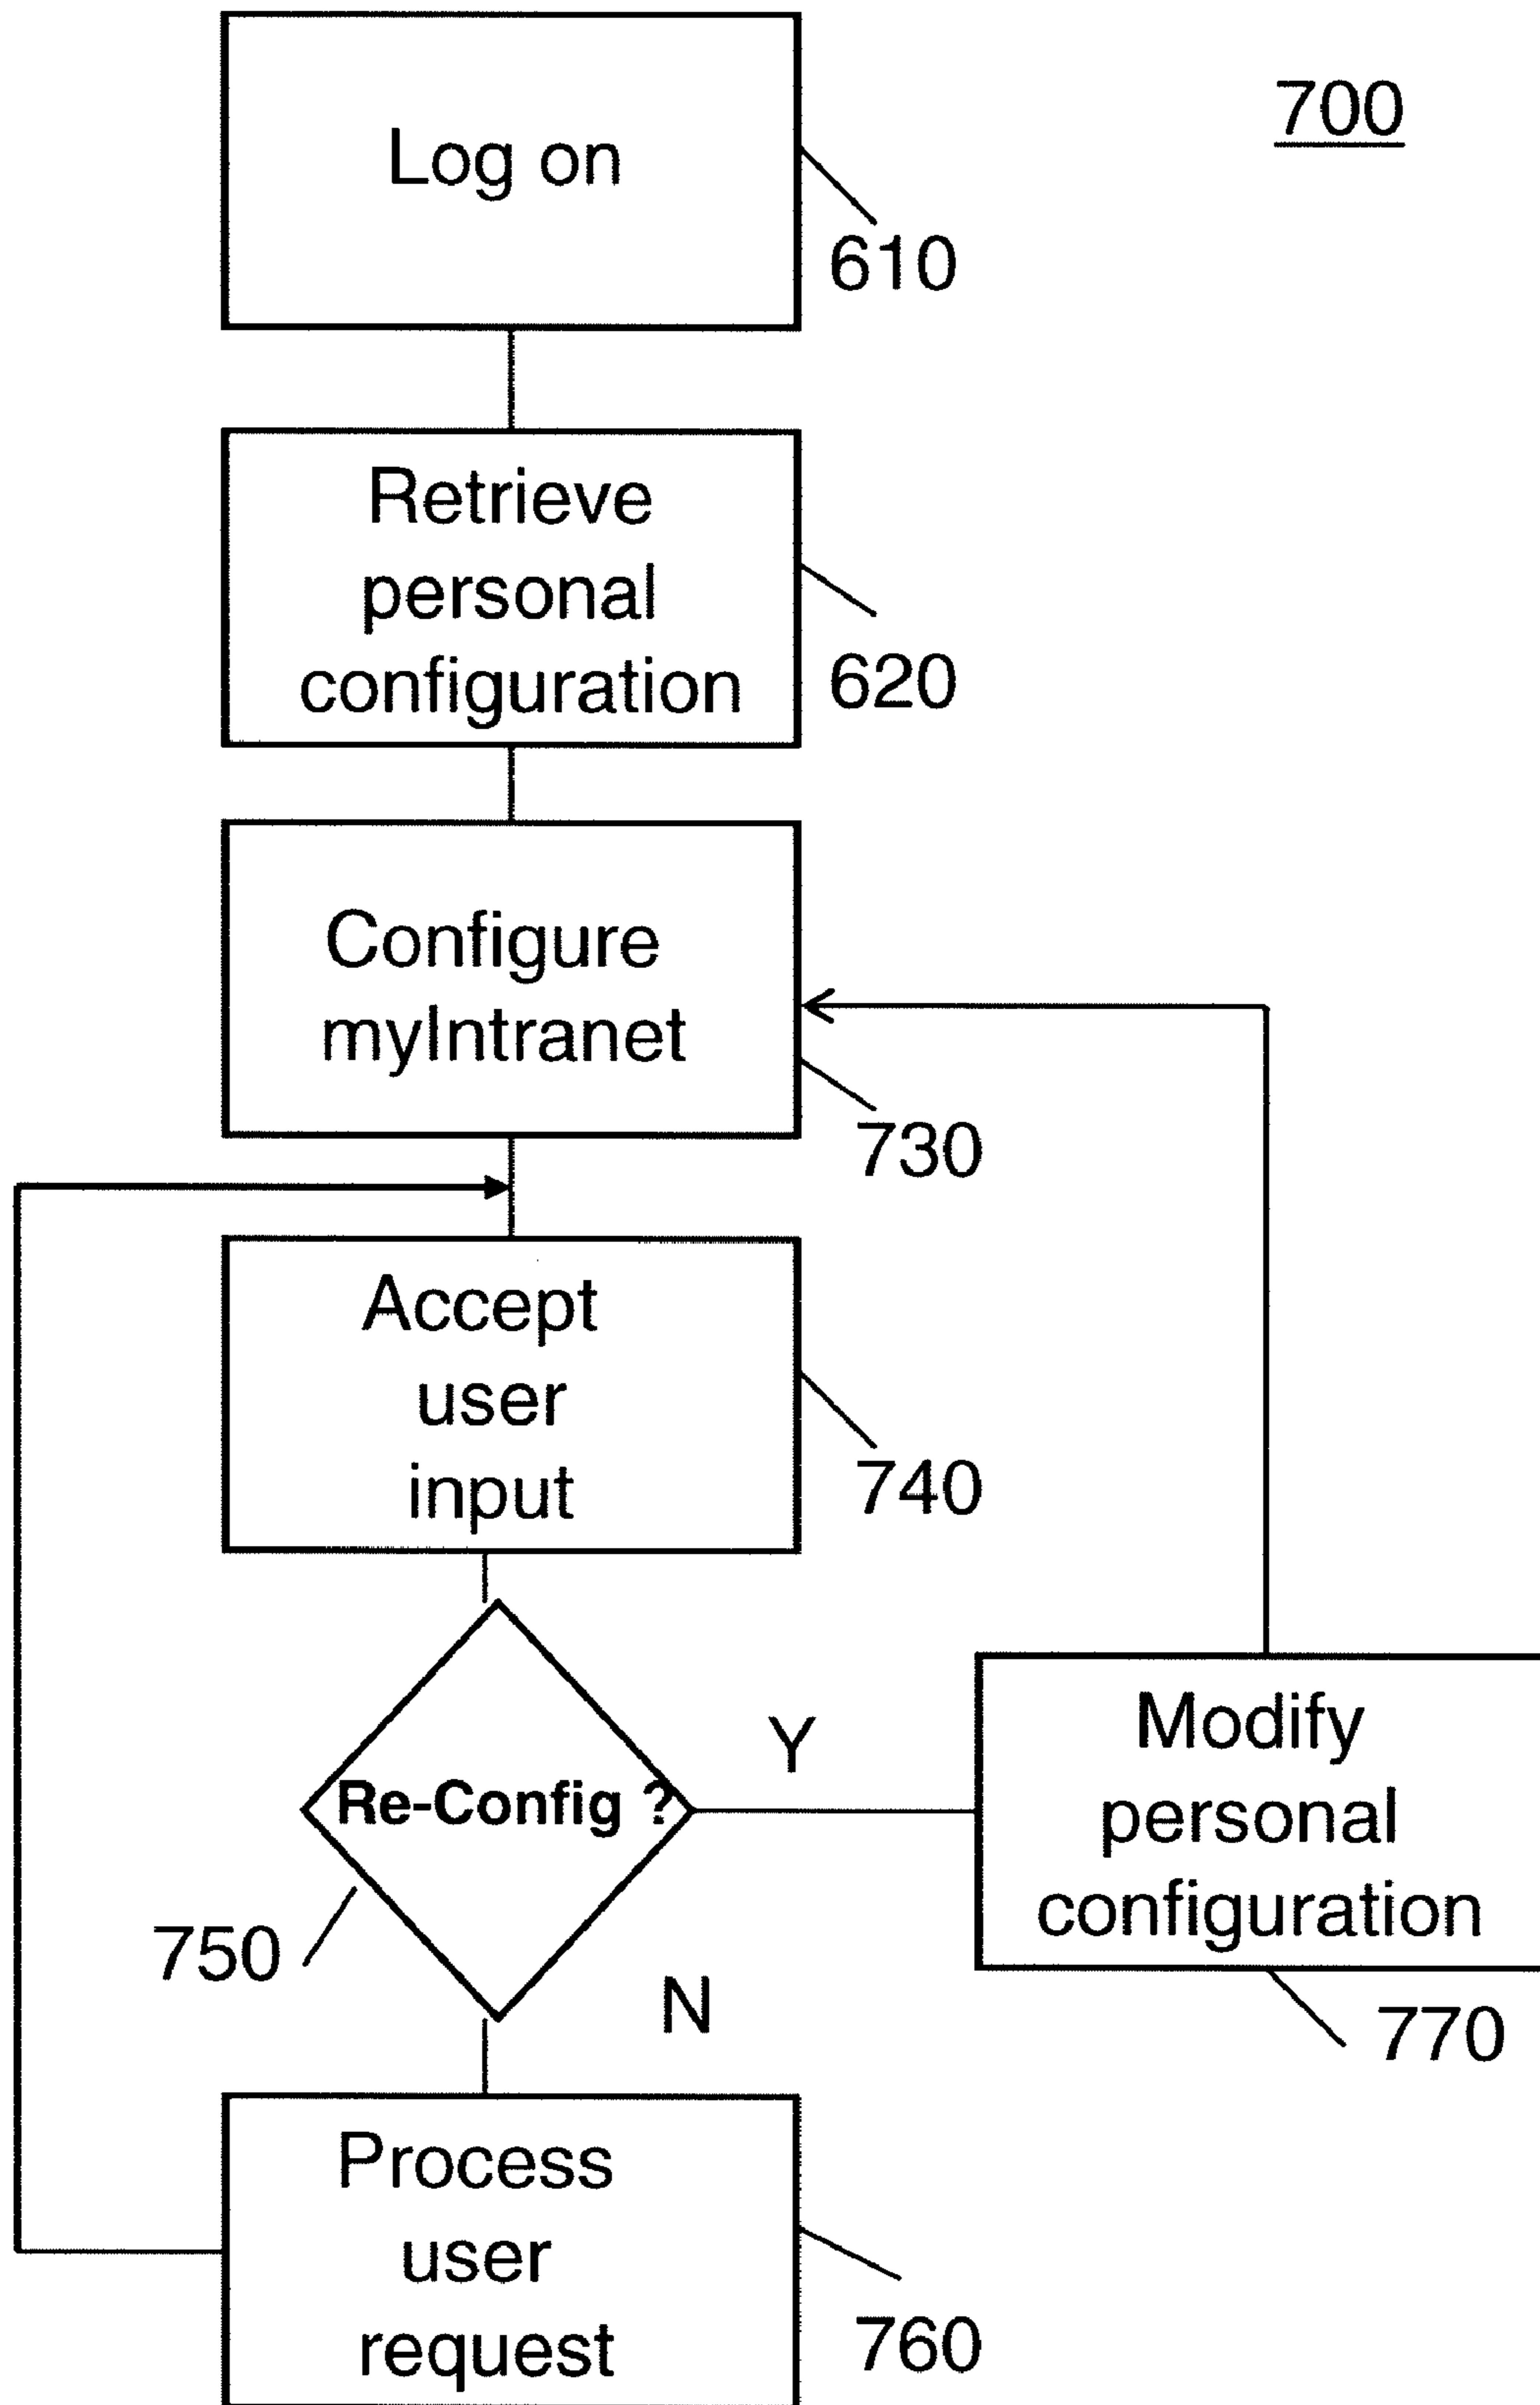 700
Log on
610
Retrieve
personal
configuration
620
Configure
myIntranet
730
Accept
user
input
740
Re-Config ?
750
Y
N
Modify
personal
configuration
770
Process
user
request
760